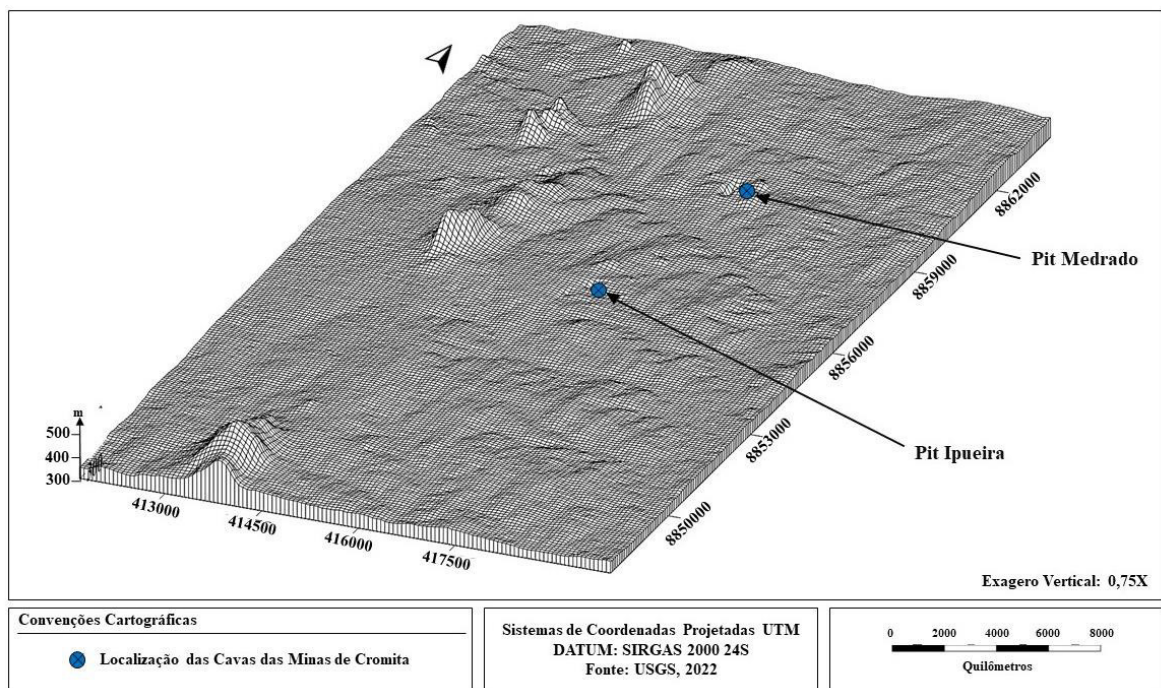 8862000
Pit Medrado
8859000
8856000
m
500
400
300
8853000
Pit Ipueira
413000
414500
416000
417500
8850000
Exagero Vertical: 0,75X
Convenções Cartográficas
Localização das Cavas das Minas de Cromita
Sistemas de Coordenadas Projetadas UTM
DATUM: SIRGAS 2000 24S
Fonte: USGS, 2022
0 2000 4000 6000 8000
Quilômetros